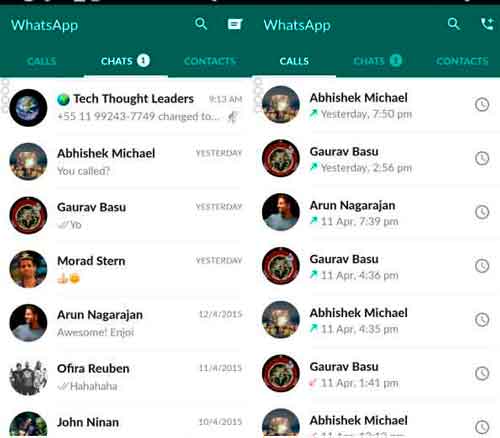 WhatsApp
CALLS CHATS 1 CONTACTS
🌍 Tech Thought Leaders 9:13 AM
+55 11 99243-7749 changed to...
Abhishek Michael YESTERDAY
You called?
Gaurav Basu YESTERDAY
Yo
Morad Stern YESTERDAY
👍🏻😊
Arun Nagarajan 12/4/2015
Awesome! Enjoi
Ofira Reuben 11/4/2015
Hahahaha
John Ninan 10/4/2015
WhatsApp
CALLS CHATS CONTACTS
Abhishek Michael
Yesterday, 7:50 pm
Gaurav Basu
Yesterday, 2:56 pm
Arun Nagarajan
11 Apr, 7:39 pm
Gaurav Basu
11 Apr, 4:36 pm
Abhishek Michael
11 Apr, 4:35 pm
Gaurav Basu
11 Apr, 1:41 pm
Abhishek Michael